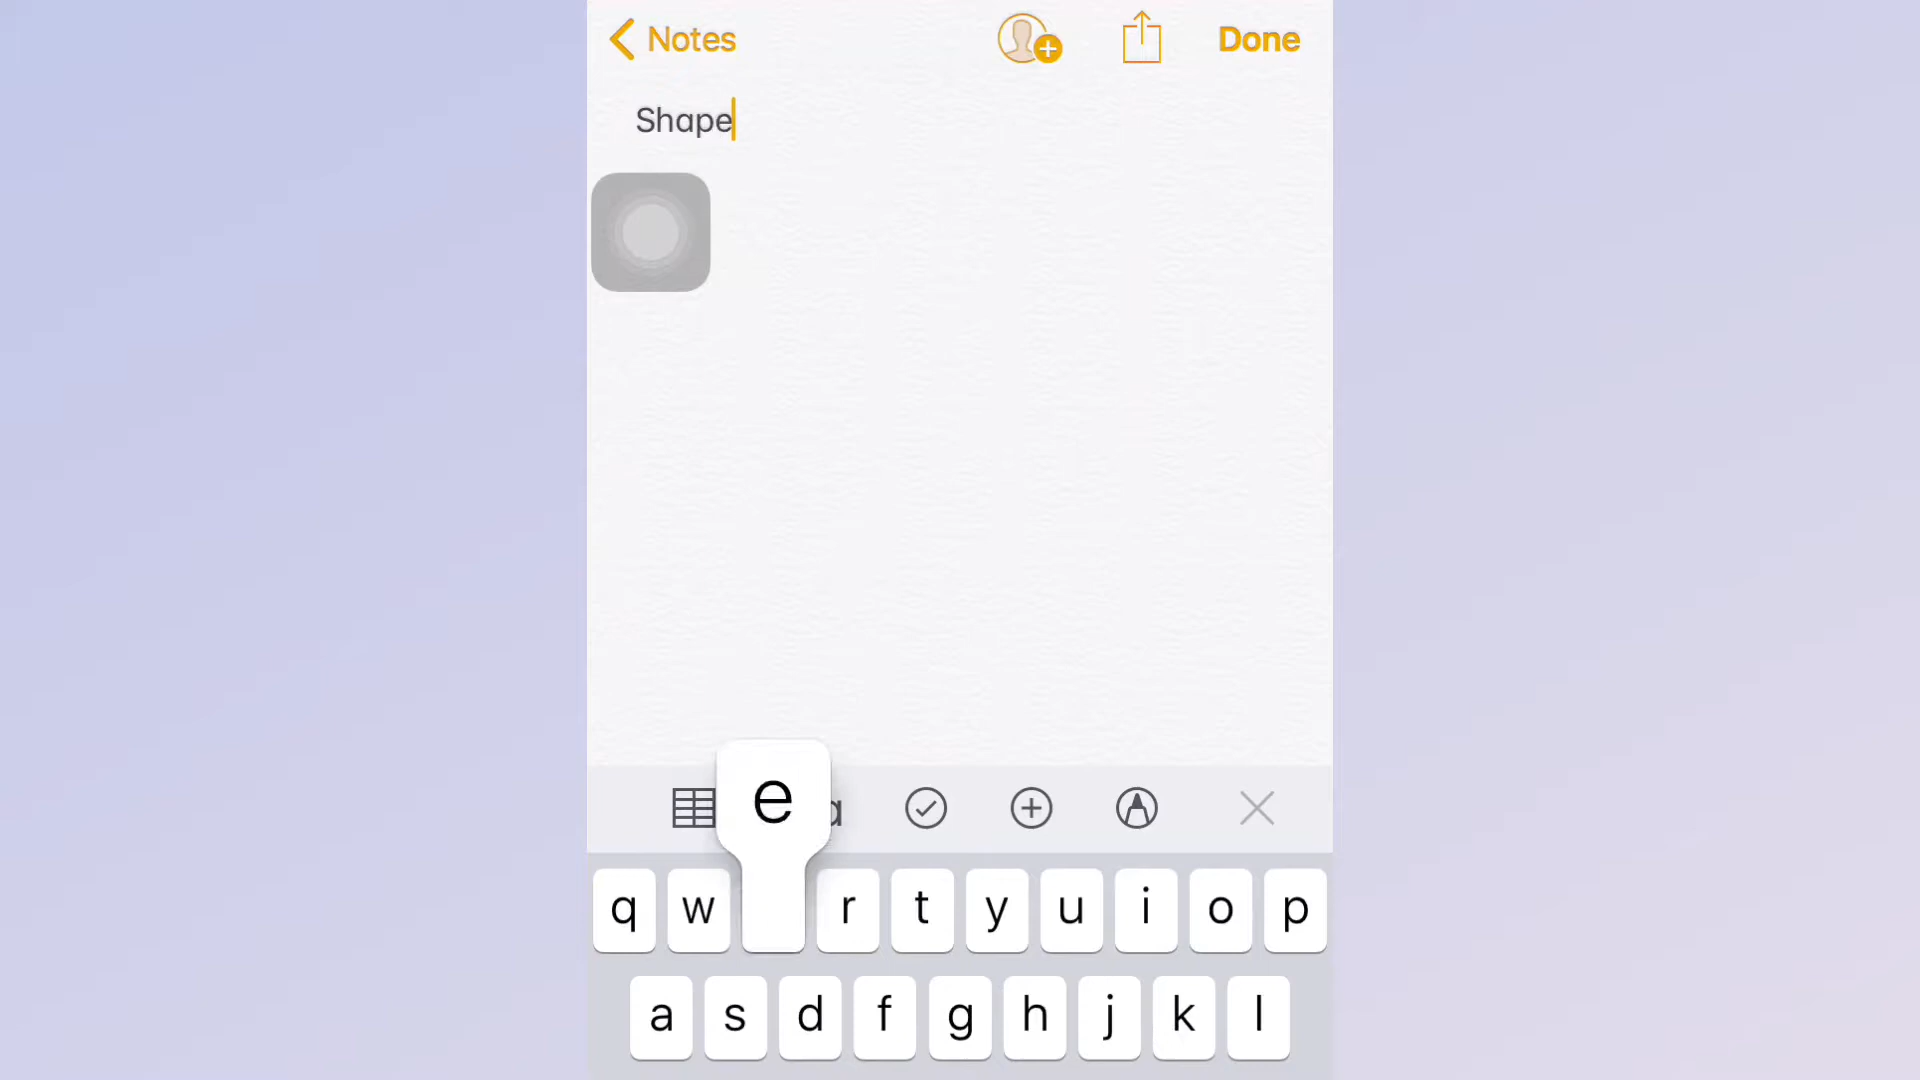 Notes Done
Shape
e a
q w r t y u i o p
a s d f g h j k l